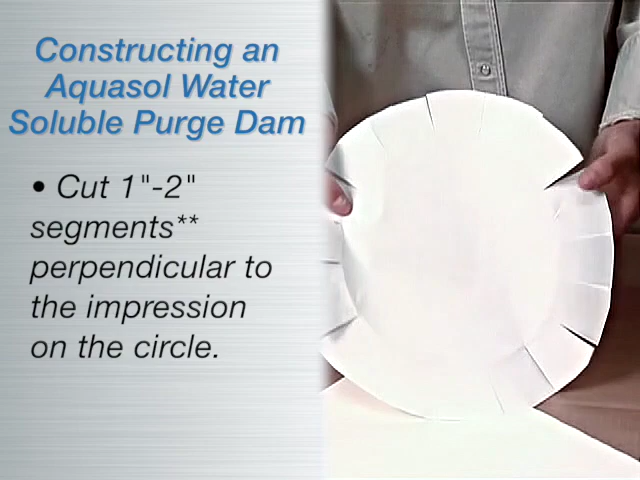 Constructing an
Aquasol Water
Soluble Purge Dam
• Cut 1"-2"
segments**
perpendicular to
the impression
on the circle.